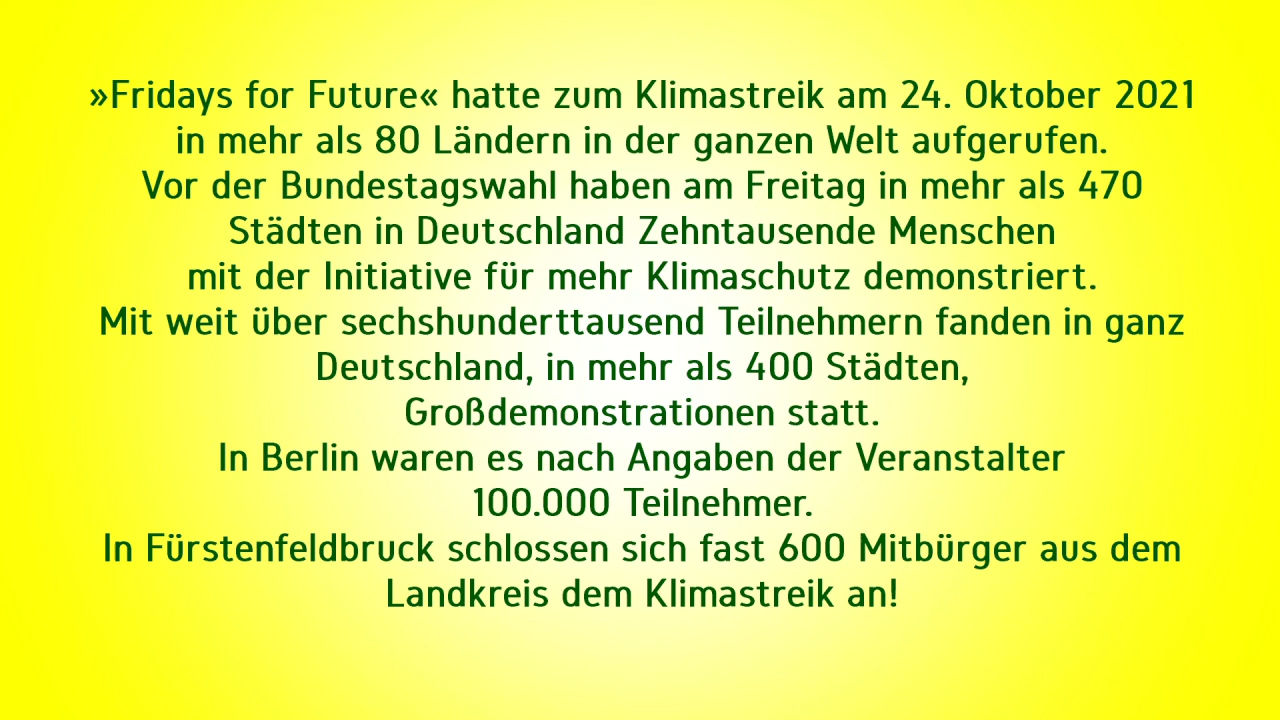 »Fridays for Future« hatte zum Klimastreik am 24. Oktober 2021
in mehr als 80 Ländern in der ganzen Welt aufgerufen.
Vor der Bundestagswahl haben am Freitag in mehr als 470
Städten in Deutschland Zehntausende Menschen
mit der Initiative für mehr Klimaschutz demonstriert.
Mit weit über sechshunderttausend Teilnehmern fanden in ganz
Deutschland, in mehr als 400 Städten,
Großdemonstrationen statt.
In Berlin waren es nach Angaben der Veranstalter
100.000 Teilnehmer.
In Fürstenfeldbruck schlossen sich fast 600 Mitbürger aus dem
Landkreis dem Klimastreik an!